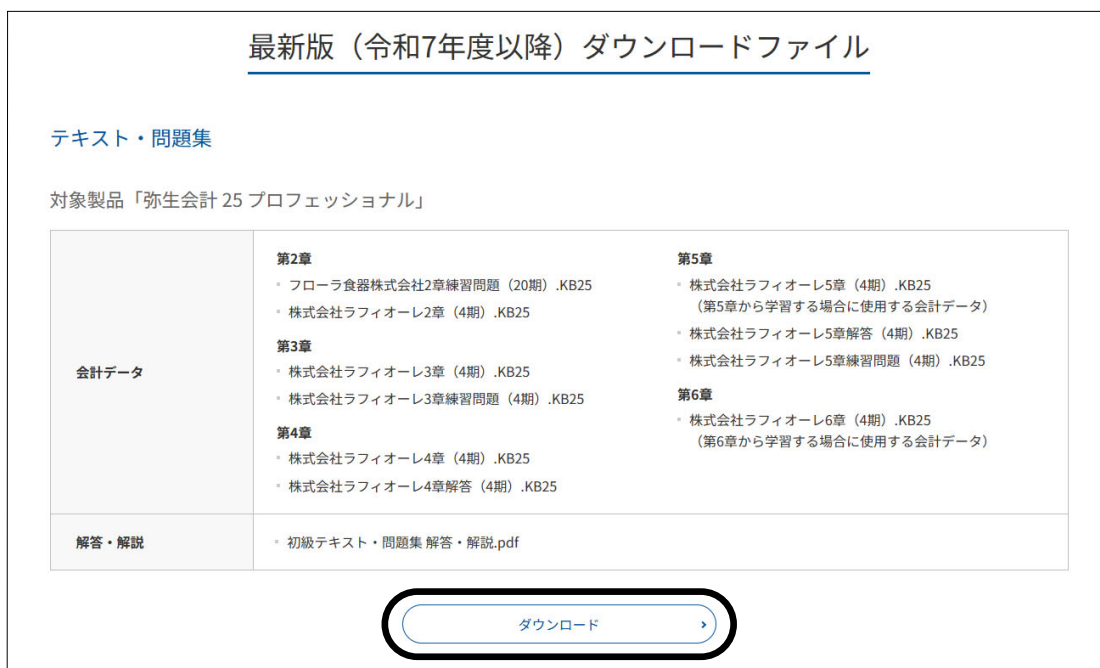 最新版（令和7年度以降）ダウンロードファイル
テキスト・問題集
対象製品「弥生会計 25 プロフェッショナル」
会計データ
第2章
フローラ食器株式会社2章練習問題（20期）.KB25
株式会社ラフィオーレ2章（4期）.KB25
第3章
株式会社ラフィオーレ3章（4期）.KB25
株式会社ラフィオーレ3章練習問題（4期）.KB25
第4章
株式会社ラフィオーレ4章（4期）.KB25
株式会社ラフィオーレ4章解答（4期）.KB25
第5章
株式会社ラフィオーレ5章（4期）.KB25
（第5章から学習する場合に使用する会計データ）
株式会社ラフィオーレ5章解答（4期）.KB25
株式会社ラフィオーレ5章練習問題（4期）.KB25
第6章
株式会社ラフィオーレ6章（4期）.KB25
（第6章から学習する場合に使用する会計データ）
解答・解説
初級テキスト・問題集 解答・解説.pdf
ダウンロード